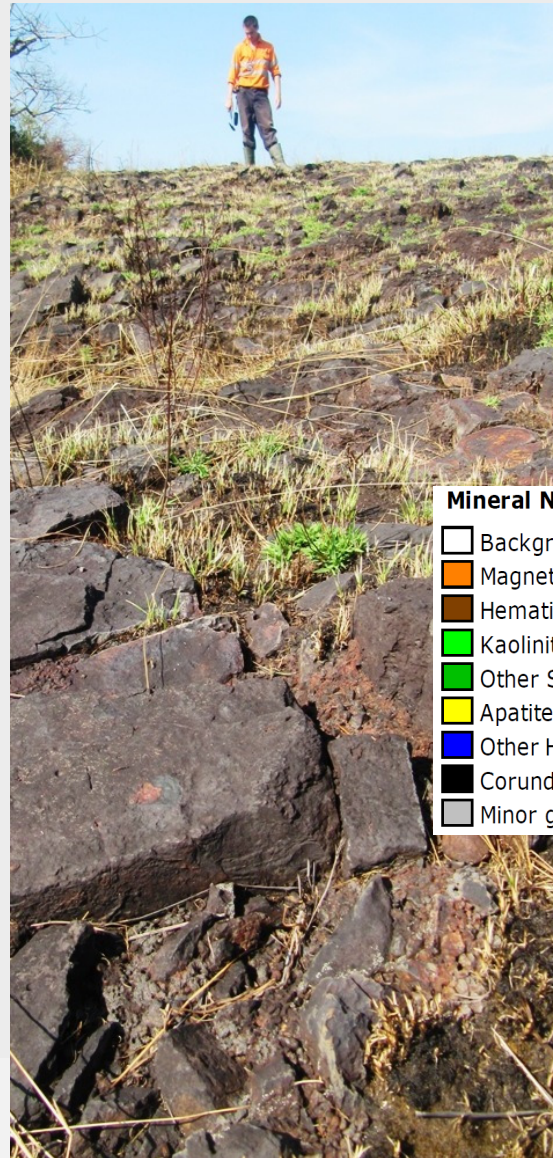 Mineral N
Backgr
Magnet
Hemati
Kaolinit
Other S
Apatite
Other H
Corund
Minor g